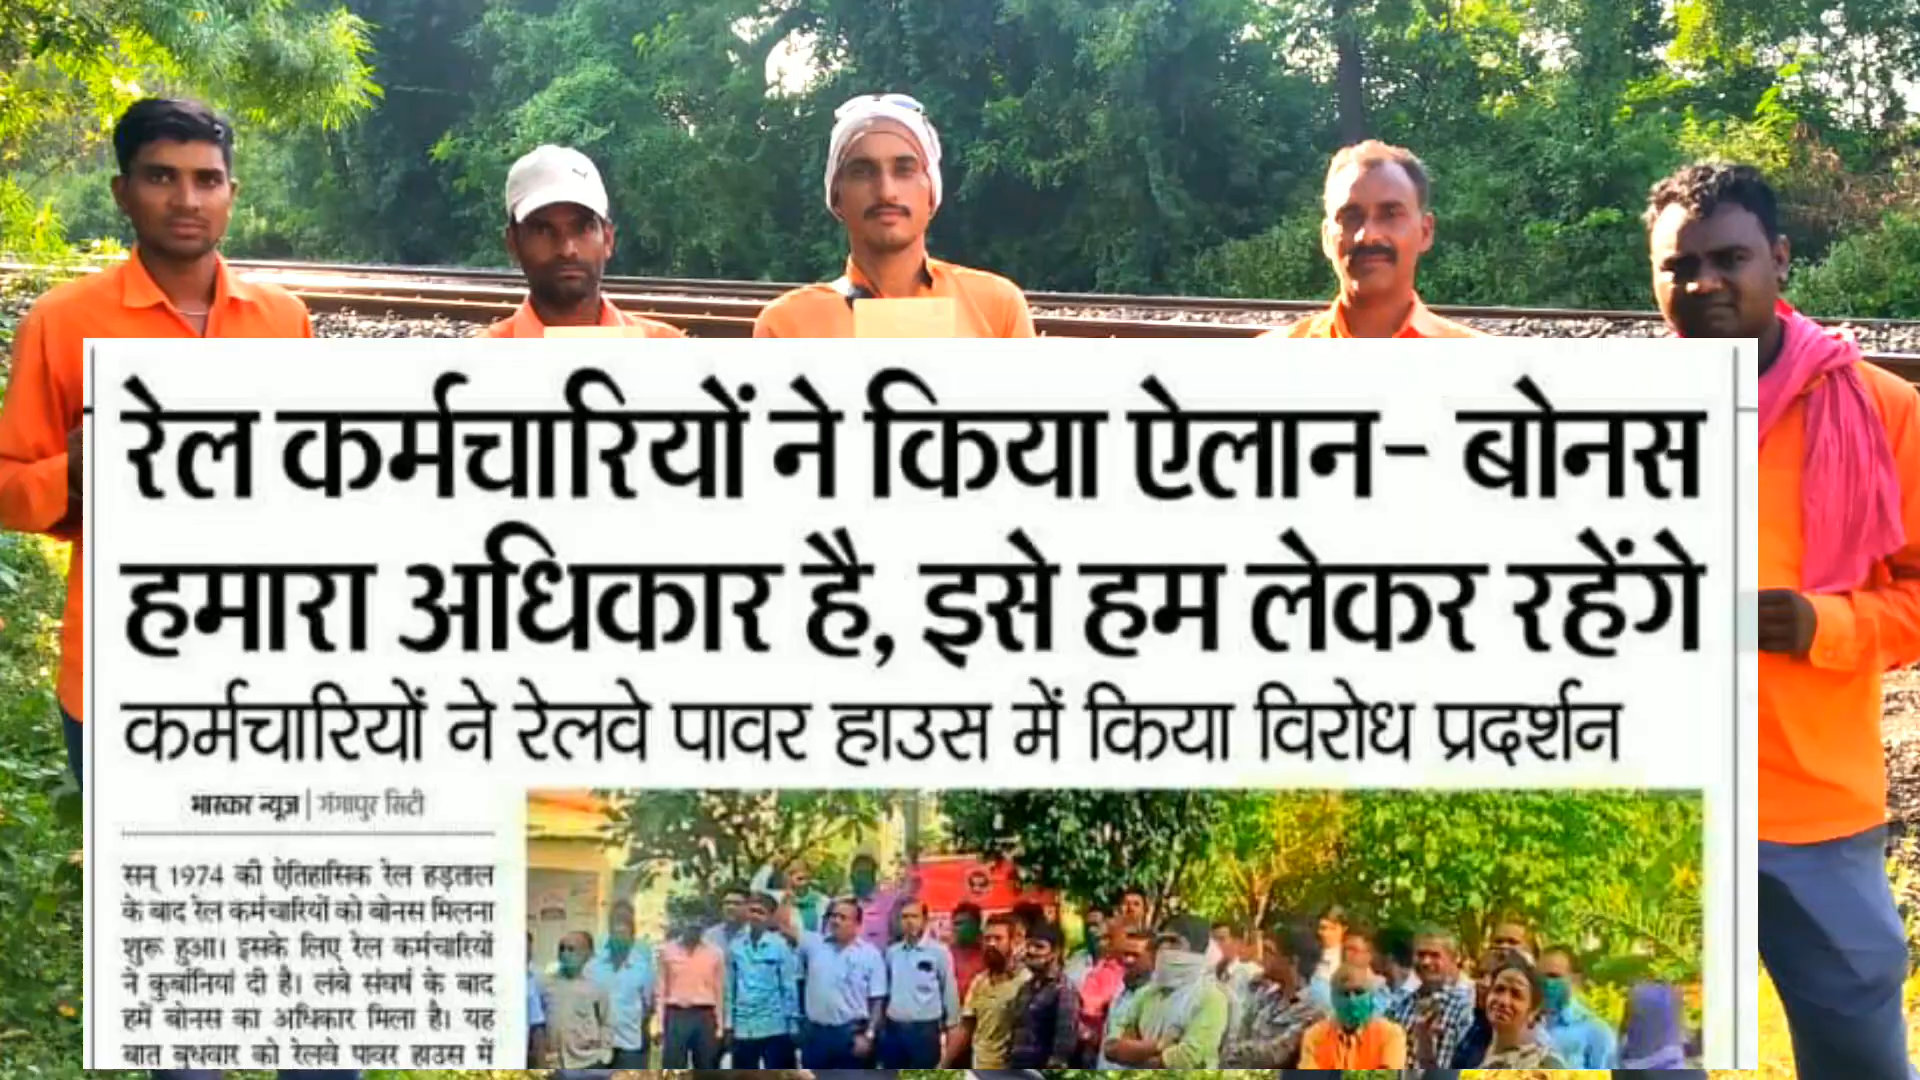 रेल कर्मचारियों ने किया ऐलान- बोनस
हमारा अधिकार है, इसे हम लेकर रहेंगे
कर्मचारियों ने रेलवे पावर हाउस में किया विरोध प्रदर्शन
भास्कर न्यूज | गंगापुर सिटी
सन् 1974 की ऐतिहासिक रेल हड़ताल
के बाद रेल कर्मचारियों को बोनस मिलना
शुरू हुआ। इसके लिए रेल कर्मचारियों
ने कुर्बानियां दी है। लंबे संघर्ष के बाद
हमें बोनस का अधिकार मिला है। यह
बात बुधवार को रेलवे पावर हाउस में